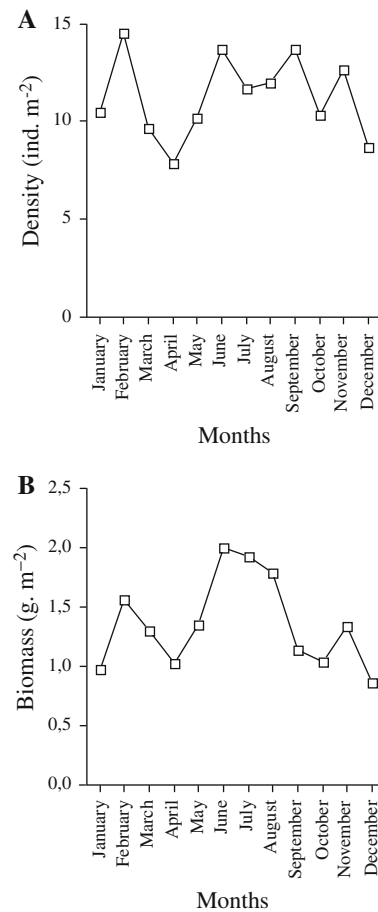 A
Density (ind. m-2)
15
10
5
0
January
February
March
April
May
June
July
August
September
October
November
December
Months
B
Biomass (g. m−2)
2,5
2,0
1,5
1,0
0,5
0,0
January
February
March
April
May
June
July
August
September
October
November
December
Months